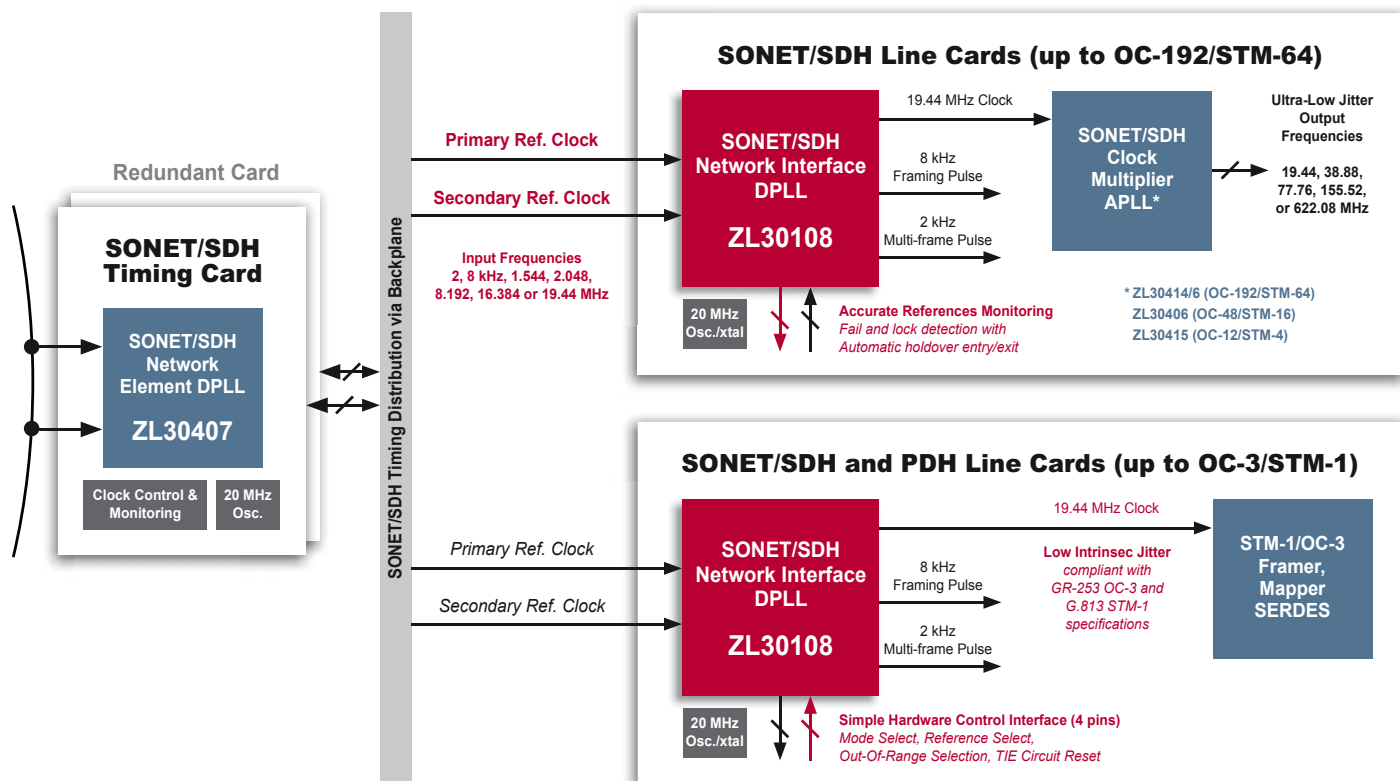 Redundant Card
SONET/SDH
Timing Card
SONET/SDH
Network
Element DPLL
ZL30407
Clock Control &
Monitoring
20 MHz
Osc.
SONET/SDH Timing Distribution via Backplane
Primary Ref. Clock
Secondary Ref. Clock
Input Frequencies
2, 8 kHz, 1.544, 2.048,
8.192, 16.384 or 19.44 MHz
SONET/SDH Line Cards (up to OC-192/STM-64)
SONET/SDH
Network Interface
DPLL
ZL30108
19.44 MHz Clock
8 kHz
Framing Pulse
2 kHz
Multi-frame Pulse
SONET/SDH
Clock
Multiplier
APLL*
Ultra-Low Jitter
Output
Frequencies
19.44, 38.88,
77.76, 155.52,
or 622.08 MHz
20 MHz
Osc./xtal
Accurate References Monitoring
Fail and lock detection with
Automatic holdover entry/exit
* ZL30414/6 (OC-192/STM-64)
ZL30406 (OC-48/STM-16)
ZL30415 (OC-12/STM-4)
Primary Ref. Clock
Secondary Ref. Clock
SONET/SDH and PDH Line Cards (up to OC-3/STM-1)
SONET/SDH
Network Interface
DPLL
ZL30108
19.44 MHz Clock
8 kHz
Framing Pulse
2 kHz
Multi-frame Pulse
Low Intrinsec Jitter
compliant with
GR-253 OC-3 and
G.813 STM-1
specifications
STM-1/OC-3
Framer,
Mapper
SERDES
20 MHz
Osc./xtal
Simple Hardware Control Interface (4 pins)
Mode Select, Reference Select,
Out-Of-Range Selection, TIE Circuit Reset